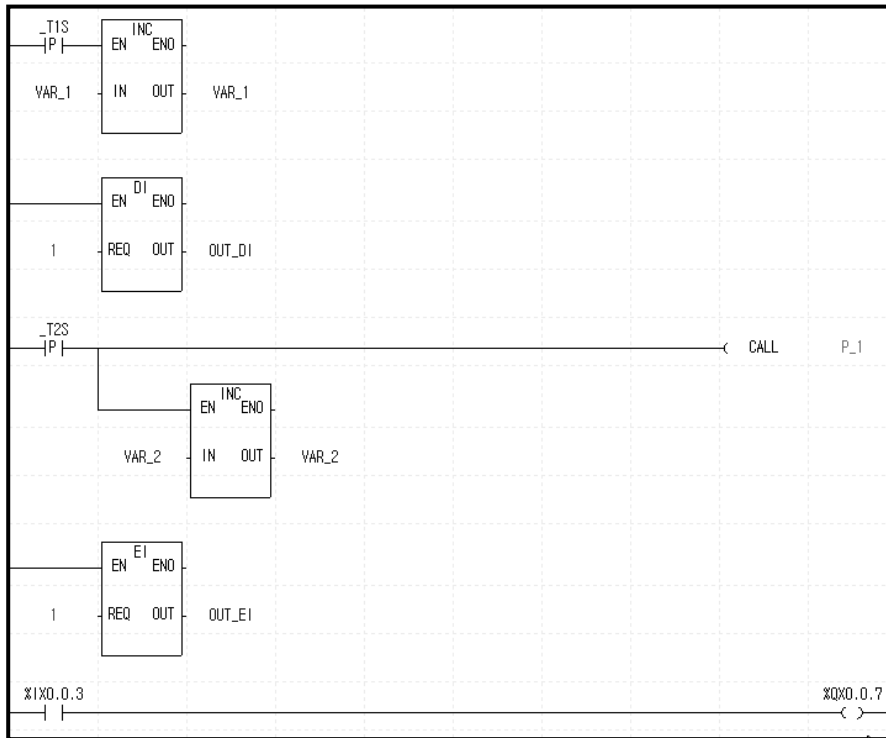 _T1S
P
INC
EN ENO
VAR_1 IN OUT VAR_1
DI
EN ENO
1 REQ OUT OUT_DI
_T2S
P
CALL P_1
INC
EN ENO
VAR_2 IN OUT VAR_2
EI
EN ENO
1 REQ OUT OUT_EI
%IX0.0.3 %QX0.0.7